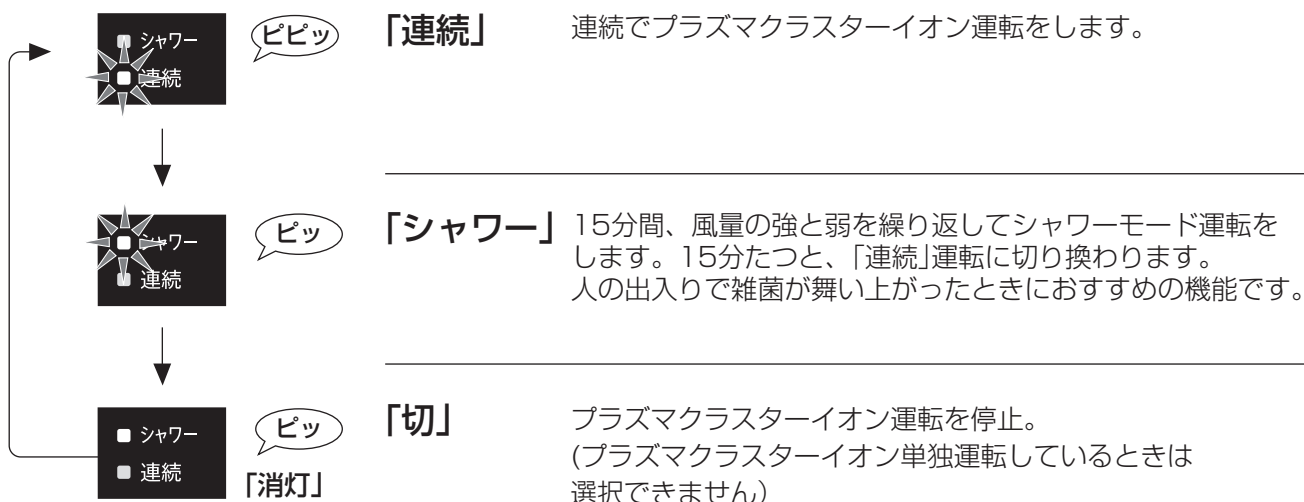 シャワー
連続
ピピッ
「連続」
連続でプラズマクラスターイオン運転をします。
シャワー
連続
ピッ
「シャワー」
15分間、風量の強と弱を繰り返してシャワーモード運転を
します。15分たつと、「連続」運転に切り換わります。
人の出入りで雑菌が舞い上がったときにおすすめの機能です。
シャワー
連続
ピッ
「消灯」
「切」
プラズマクラスターイオン運転を停止。
(プラズマクラスターイオン単独運転しているときは
選択できません)